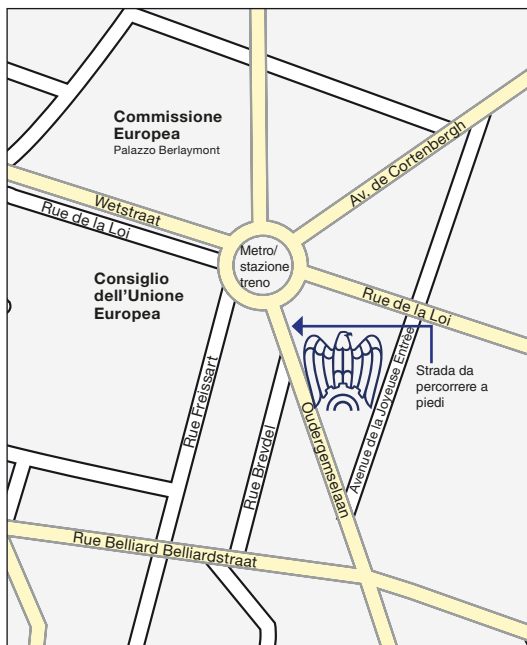 Commissione
Europea
Palazzo Berlaymont
Av. de Cortenbergh
Wetstraat
Rue de la Loi
Metro/
stazione
treno
Consiglio
dell'Unione
Europea
Rue de la Loi
Strada da
percorrere a
piedi
Rue Freissart
Rue Brevdel
Oudergemselaan
Avenue de la Joyeuse Entrèe
Rue Belliard Belliardstraat